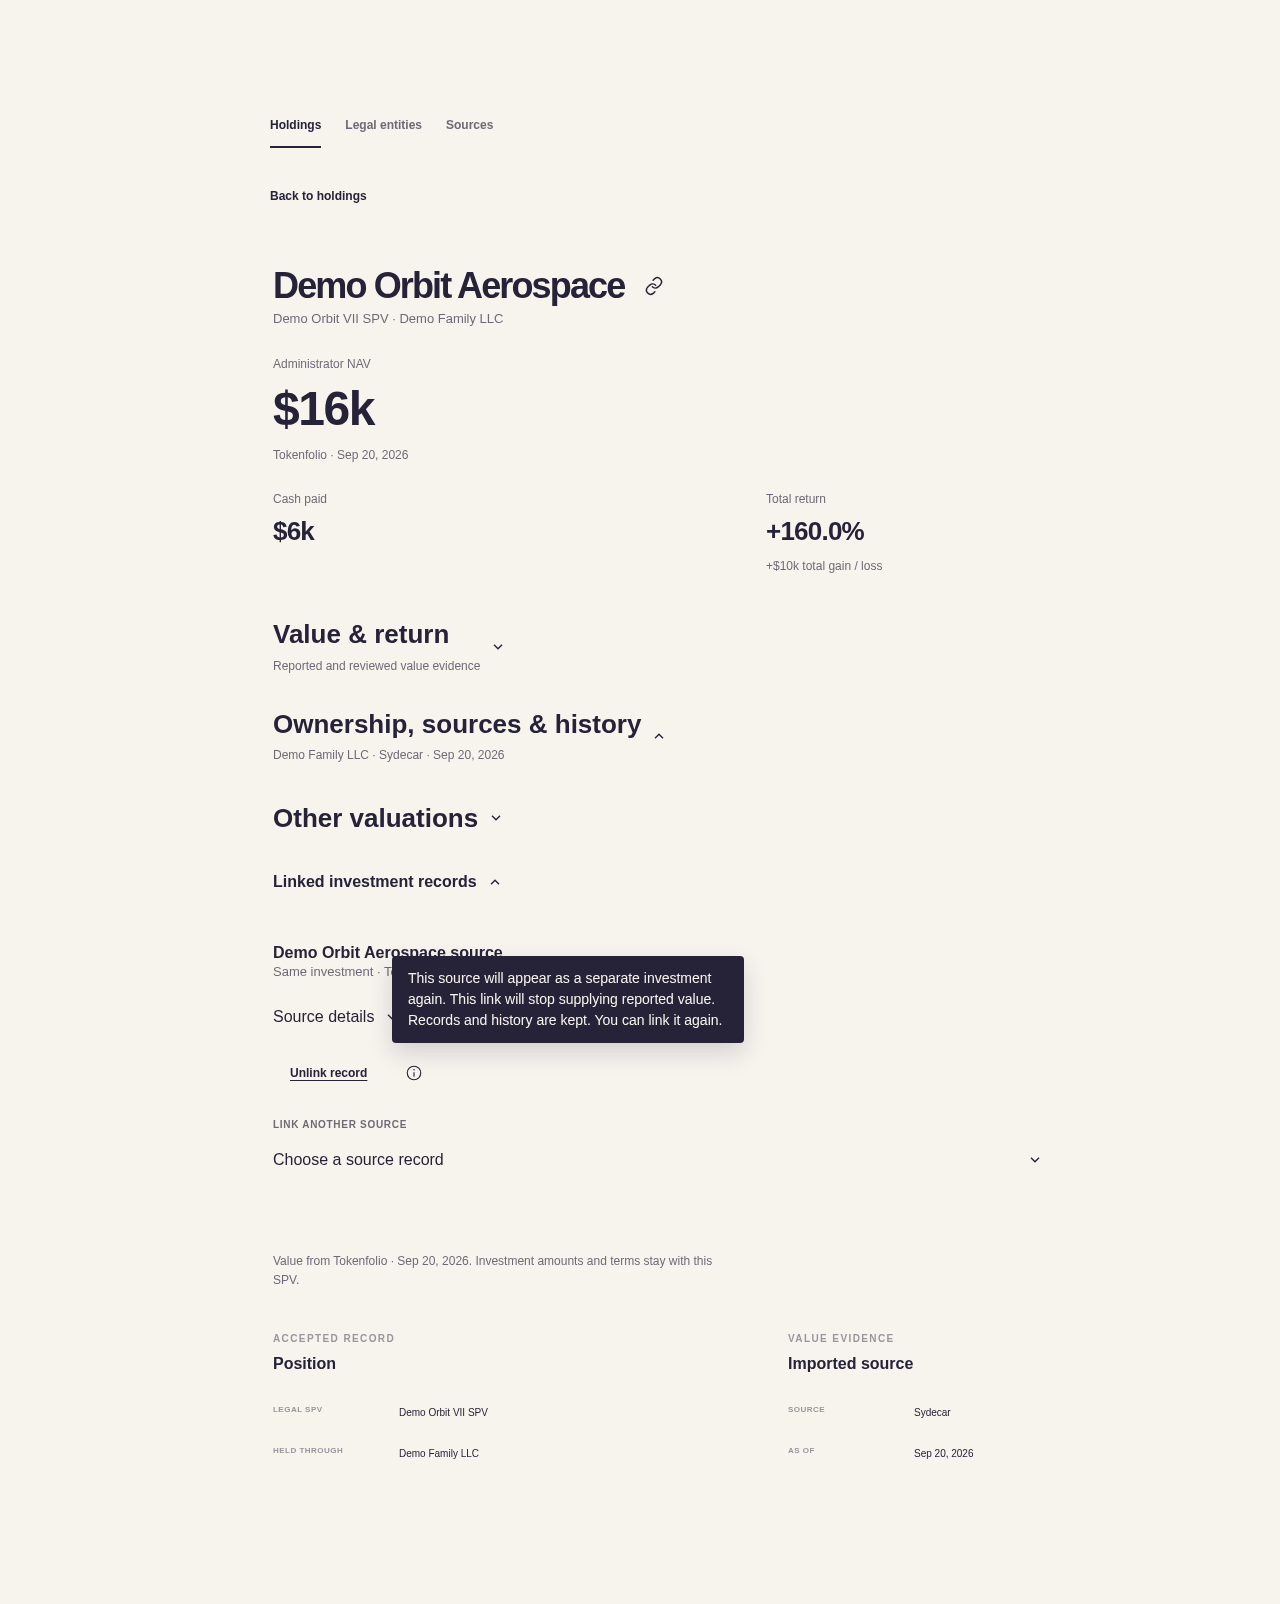 Holdings Legal entities Sources
Back to holdings
Demo Orbit Aerospace
Demo Orbit VII SPV · Demo Family LLC
Administrator NAV
$16k
Tokenfolio · Sep 20, 2026
Cash paid Total return
$6k +160.0%
+$10k total gain / loss
Value & return
Reported and reviewed value evidence
Ownership, sources & history
Demo Family LLC · Sydecar · Sep 20, 2026
Other valuations
Linked investment records
Demo Orbit Aerospace source
Same investment ·
This source will appear as a separate investment
again. This link will stop supplying reported value.
Records and history are kept. You can link it again.
Source details
Unlink record
LINK ANOTHER SOURCE
Choose a source record
Value from Tokenfolio · Sep 20, 2026. Investment amounts and terms stay with this
SPV.
ACCEPTED RECORD VALUE EVIDENCE
Position Imported source
LEGAL SPV Demo Orbit VII SPV SOURCE Sydecar
HELD THROUGH Demo Family LLC AS OF Sep 20, 2026